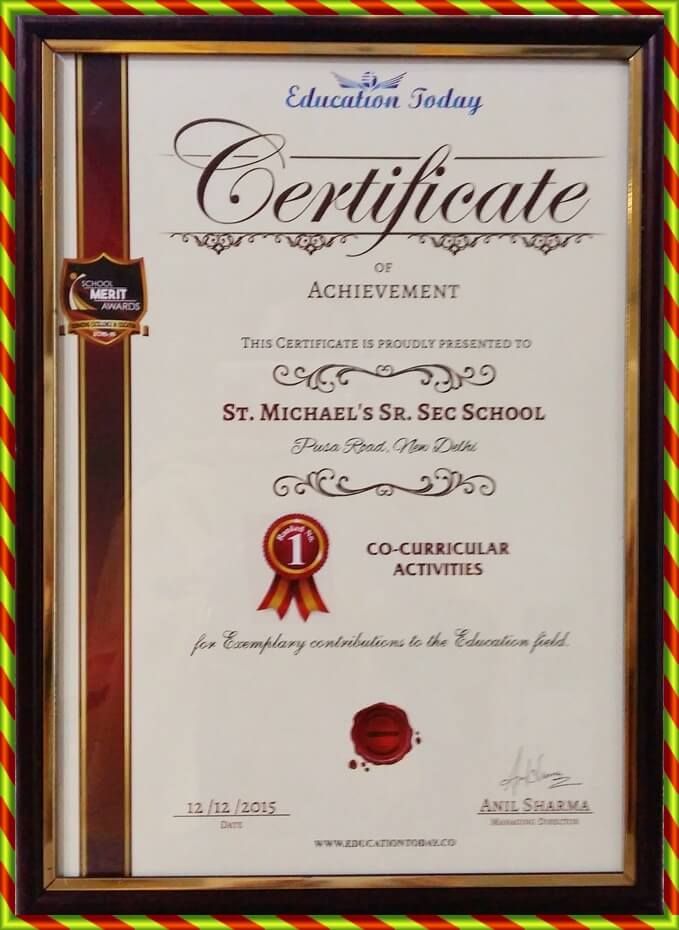 Education Today
Certificate
OF
ACHIEVEMENT
SCHOOL
MERIT
AWARDS
THIS CERTIFICATE IS PROUDLY PRESENTED TO
ST. MICHAEL'S SR. SEC SCHOOL
Pusa Road, New Delhi
Ranked No.
1
CO-CURRICULAR
ACTIVITIES
for Exemplary contributions to the Education field.
12/12/2015
DATE
ANIL SHARMA
MANAGING DIRECTOR
WWW.EDUCATIONTODAY.CO